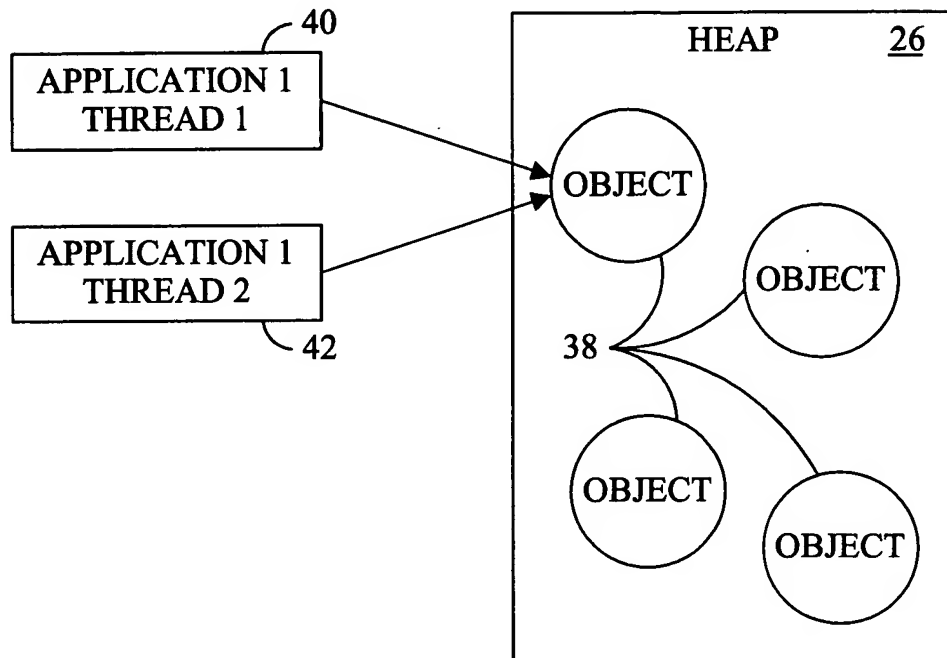 40
APPLICATION 1
THREAD 1
APPLICATION 1
THREAD 2
42
HEAP 26
OBJECT
OBJECT
38
OBJECT
OBJECT